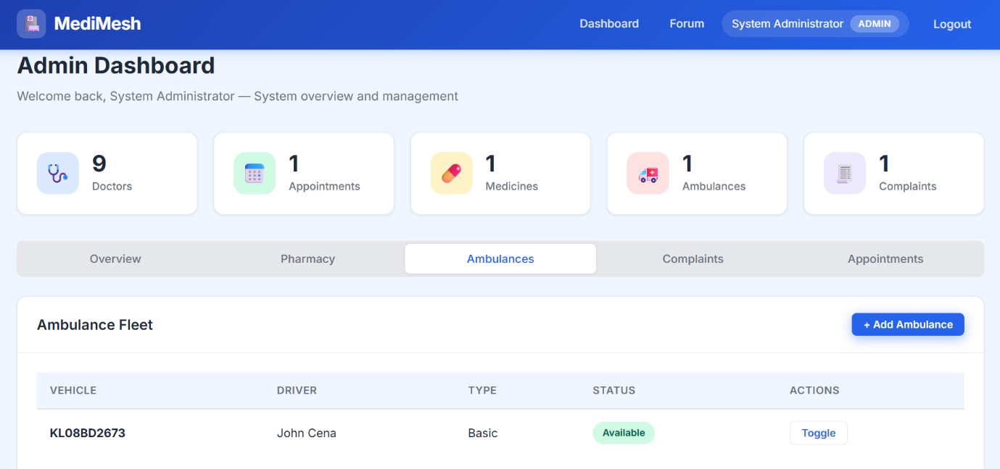 MediMesh
Dashboard Forum System Administrator ADMIN Logout
Admin Dashboard
Welcome back, System Administrator — System overview and management
9
Doctors
1
Appointments
1
Medicines
1
Ambulances
1
Complaints
Overview Pharmacy Ambulances Complaints Appointments
Ambulance Fleet
+ Add Ambulance
VEHICLE DRIVER TYPE STATUS ACTIONS
KL08BD2673 John Cena Basic Available Toggle